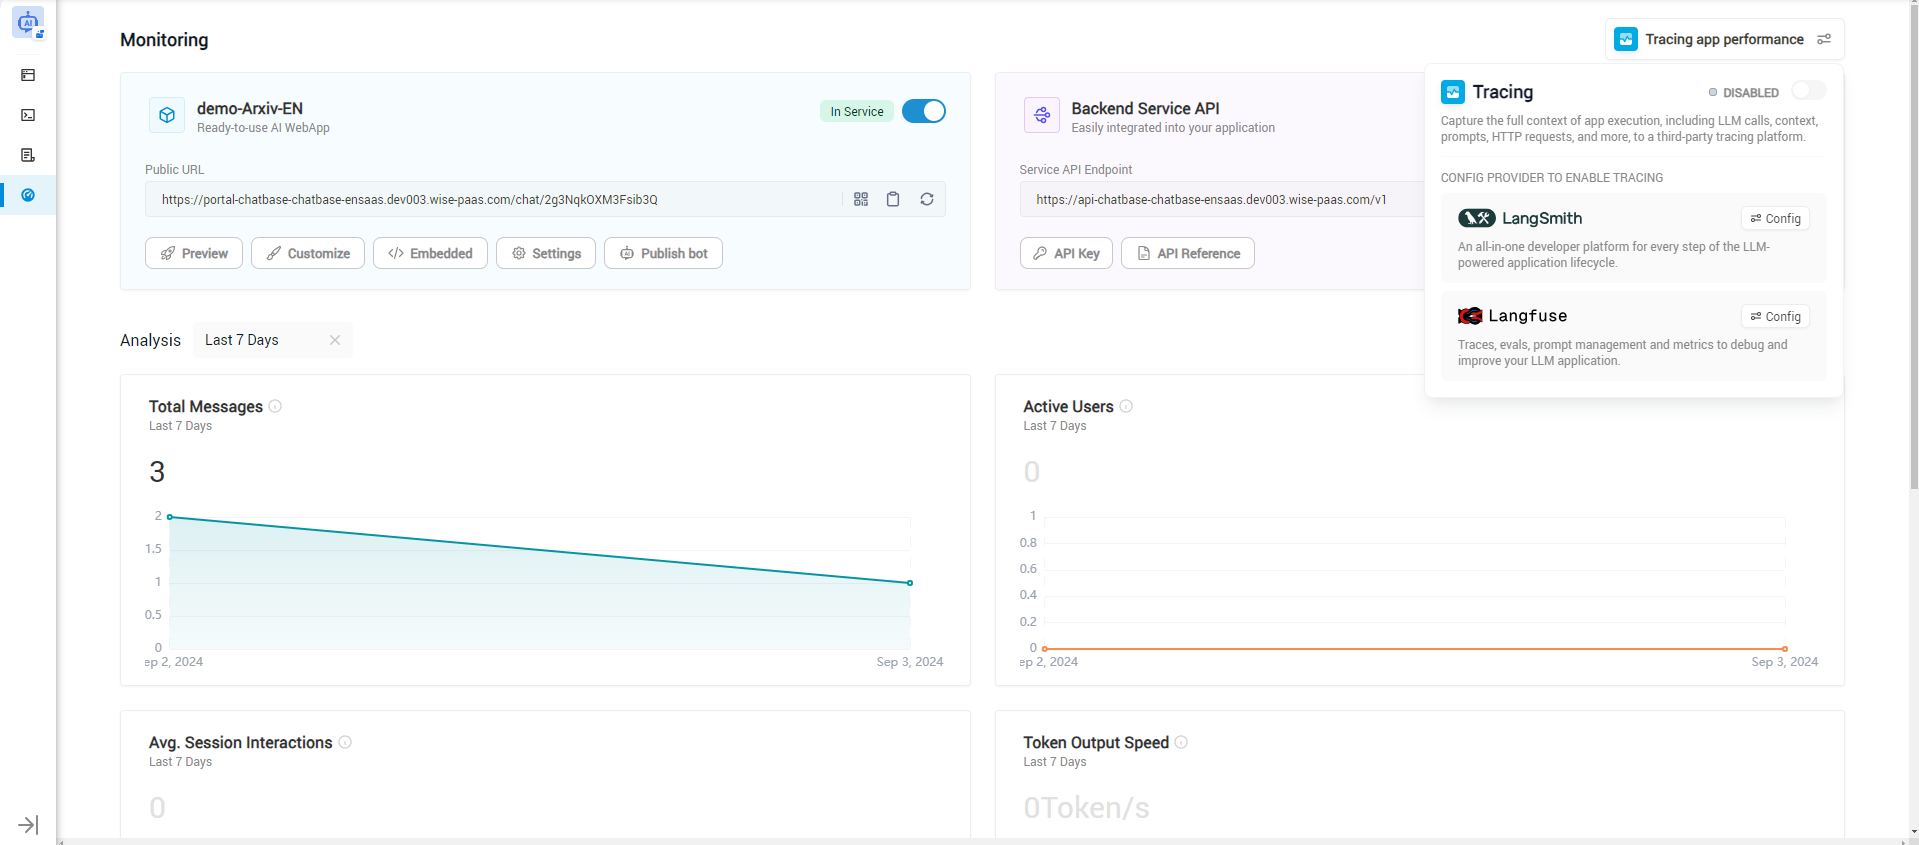 Monitoring
Tracing app performance
demo-Arxiv-EN
Ready-to-use AI WebApp
In Service
Public URL
https://portal-chatbase-chatbase-ensaas.dev003.wise-paas.com/chat/2g3NqkOXM3Fsib3Q
Preview
Customize
Embedded
Settings
Publish bot
Backend Service API
Easily integrated into your application
Service API Endpoint
https://api-chatbase-chatbase-ensaas.dev003.wise-paas.com/v1
API Key
API Reference
Tracing
DISABLED
Capture the full context of app execution, including LLM calls, context,
prompts, HTTP requests, and more, to a third-party tracing platform.
CONFIG PROVIDER TO ENABLE TRACING
LangSmith
Config
An all-in-one developer platform for every step of the LLM-
powered application lifecycle.
Langfuse
Config
Traces, evals, prompt management and metrics to debug and
improve your LLM application.
Analysis
Last 7 Days
Total Messages
Last 7 Days
3
2
1.5
1
0.5
0
ep 2, 2024
Sep 3, 2024
Active Users
Last 7 Days
0
1
0.8
0.6
0.4
0.2
0
ep 2, 2024
Sep 3, 2024
Avg. Session Interactions
Last 7 Days
0
Token Output Speed
Last 7 Days
0Token/s
AI